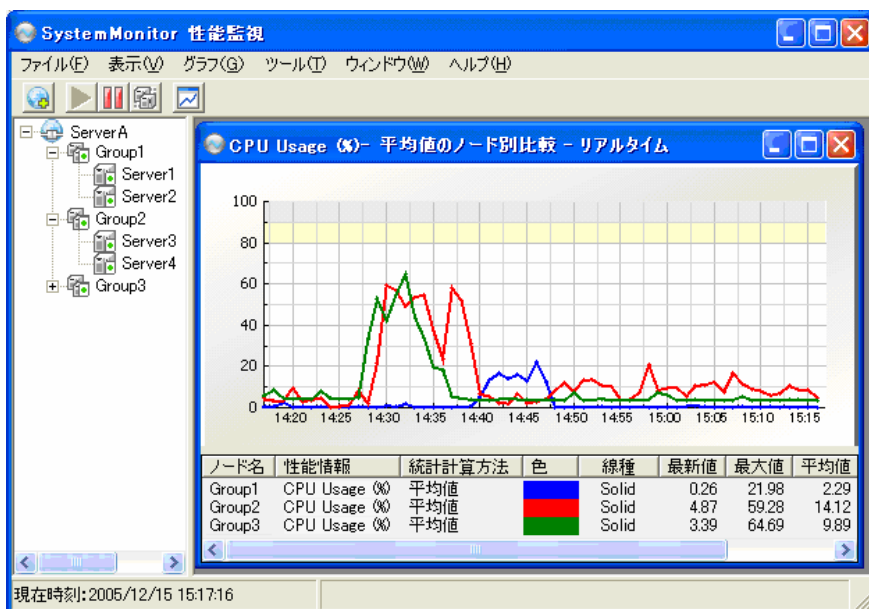 SystemMonitor 性能監視
ファイル(F) 表示(V) グラフ(G) ツール(T) ウィンドウ(W) ヘルプ(H)
ServerA
Group1
Server1
Server2
Group2
Server3
Server4
Group3
CPU Usage (%)- 平均値のノード別比較 - リアルタイム
100
80
60
40
20
0
14:20 14:25 14:30 14:35 14:40 14:45 14:50 14:55 15:00 15:05 15:10 15:15
ノード名 性能情報 統計計算方法 色 線種 最新値 最大値 平均値
Group1 CPU Usage (%) 平均値 Solid 0.26 21.98 2.29
Group2 CPU Usage (%) 平均値 Solid 4.87 59.28 14.12
Group3 CPU Usage (%) 平均値 Solid 3.39 64.69 9.89
現在時刻:2005/12/15 15:17:16